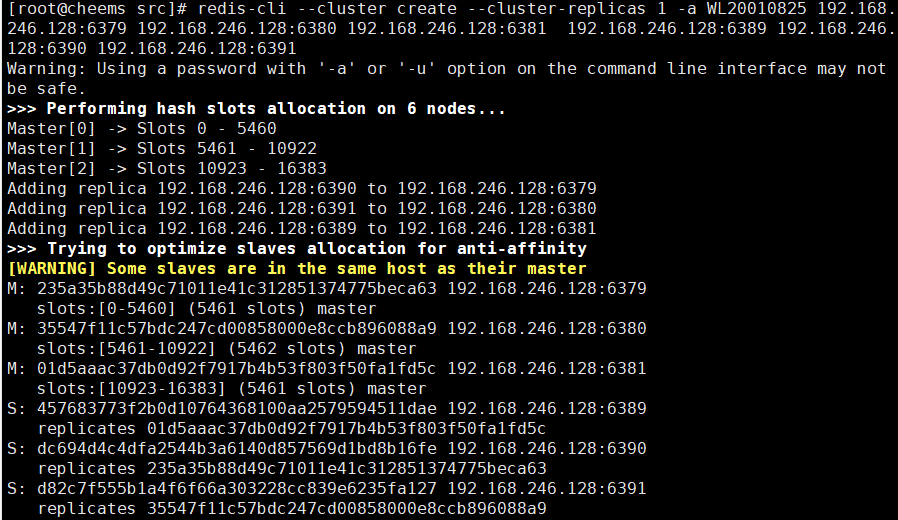 [root@cheems src]# redis-cli --cluster create --cluster-replicas 1 -a WL20010825 192.168.
246.128:6379 192.168.246.128:6380 192.168.246.128:6381  192.168.246.128:6389 192.168.246.
128:6390 192.168.246.128:6391
Warning: Using a password with '-a' or '-u' option on the command line interface may not
be safe.
>>> Performing hash slots allocation on 6 nodes...
Master[0] -> Slots 0 - 5460
Master[1] -> Slots 5461 - 10922
Master[2] -> Slots 10923 - 16383
Adding replica 192.168.246.128:6390 to 192.168.246.128:6379
Adding replica 192.168.246.128:6391 to 192.168.246.128:6380
Adding replica 192.168.246.128:6389 to 192.168.246.128:6381
>>> Trying to optimize slaves allocation for anti-affinity
[WARNING] Some slaves are in the same host as their master
M: 235a35b88d49c71011e41c312851374775beca63 192.168.246.128:6379
   slots:[0-5460] (5461 slots) master
M: 35547f11c57bdc247cd00858000e8ccb896088a9 192.168.246.128:6380
   slots:[5461-10922] (5462 slots) master
M: 01d5aaac37db0d92f7917b4b53f803f50fa1fd5c 192.168.246.128:6381
   slots:[10923-16383] (5461 slots) master
S: 457683773f2b0d10764368100aa2579594511dae 192.168.246.128:6389
   replicates 01d5aaac37db0d92f7917b4b53f803f50fa1fd5c
S: dc694d4c4dfa2544b3a6140d857569d1bd8b16fe 192.168.246.128:6390
   replicates 235a35b88d49c71011e41c312851374775beca63
S: d82c7f555b1a4f6f66a303228cc839e6235fa127 192.168.246.128:6391
   replicates 35547f11c57bdc247cd00858000e8ccb896088a9